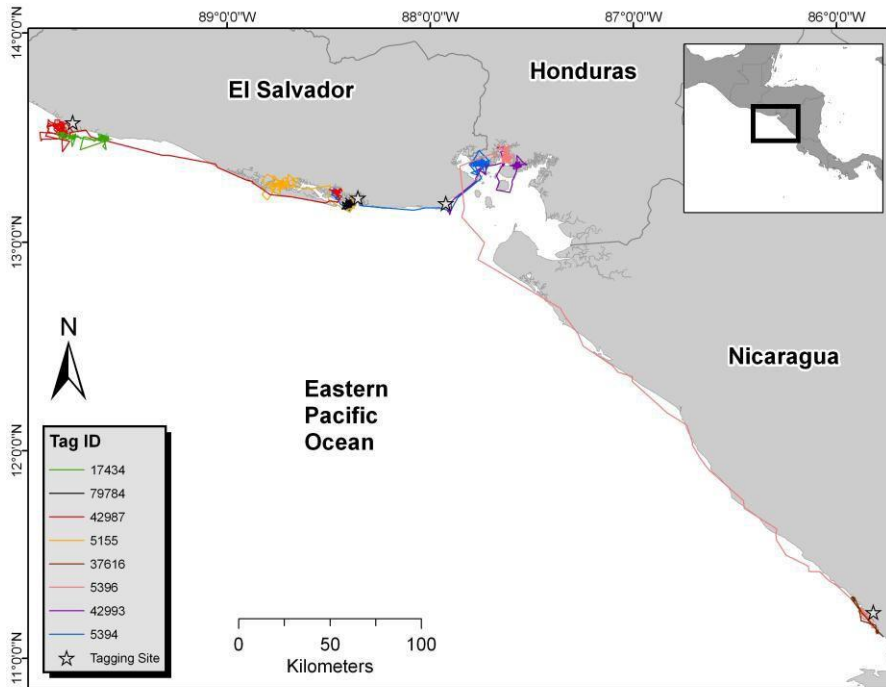 89°0'0"W
88°0'0"W
87°0'0"W
86°0'0"W
14°0'0"N
13°0'0"N
12°0'0"N
11°0'0"N
El Salvador
Honduras
Nicaragua
Eastern
Pacific
Ocean
N
Tag ID
17434
79784
42987
5155
37616
5396
42993
5394
Tagging Site
0
50
100
Kilometers